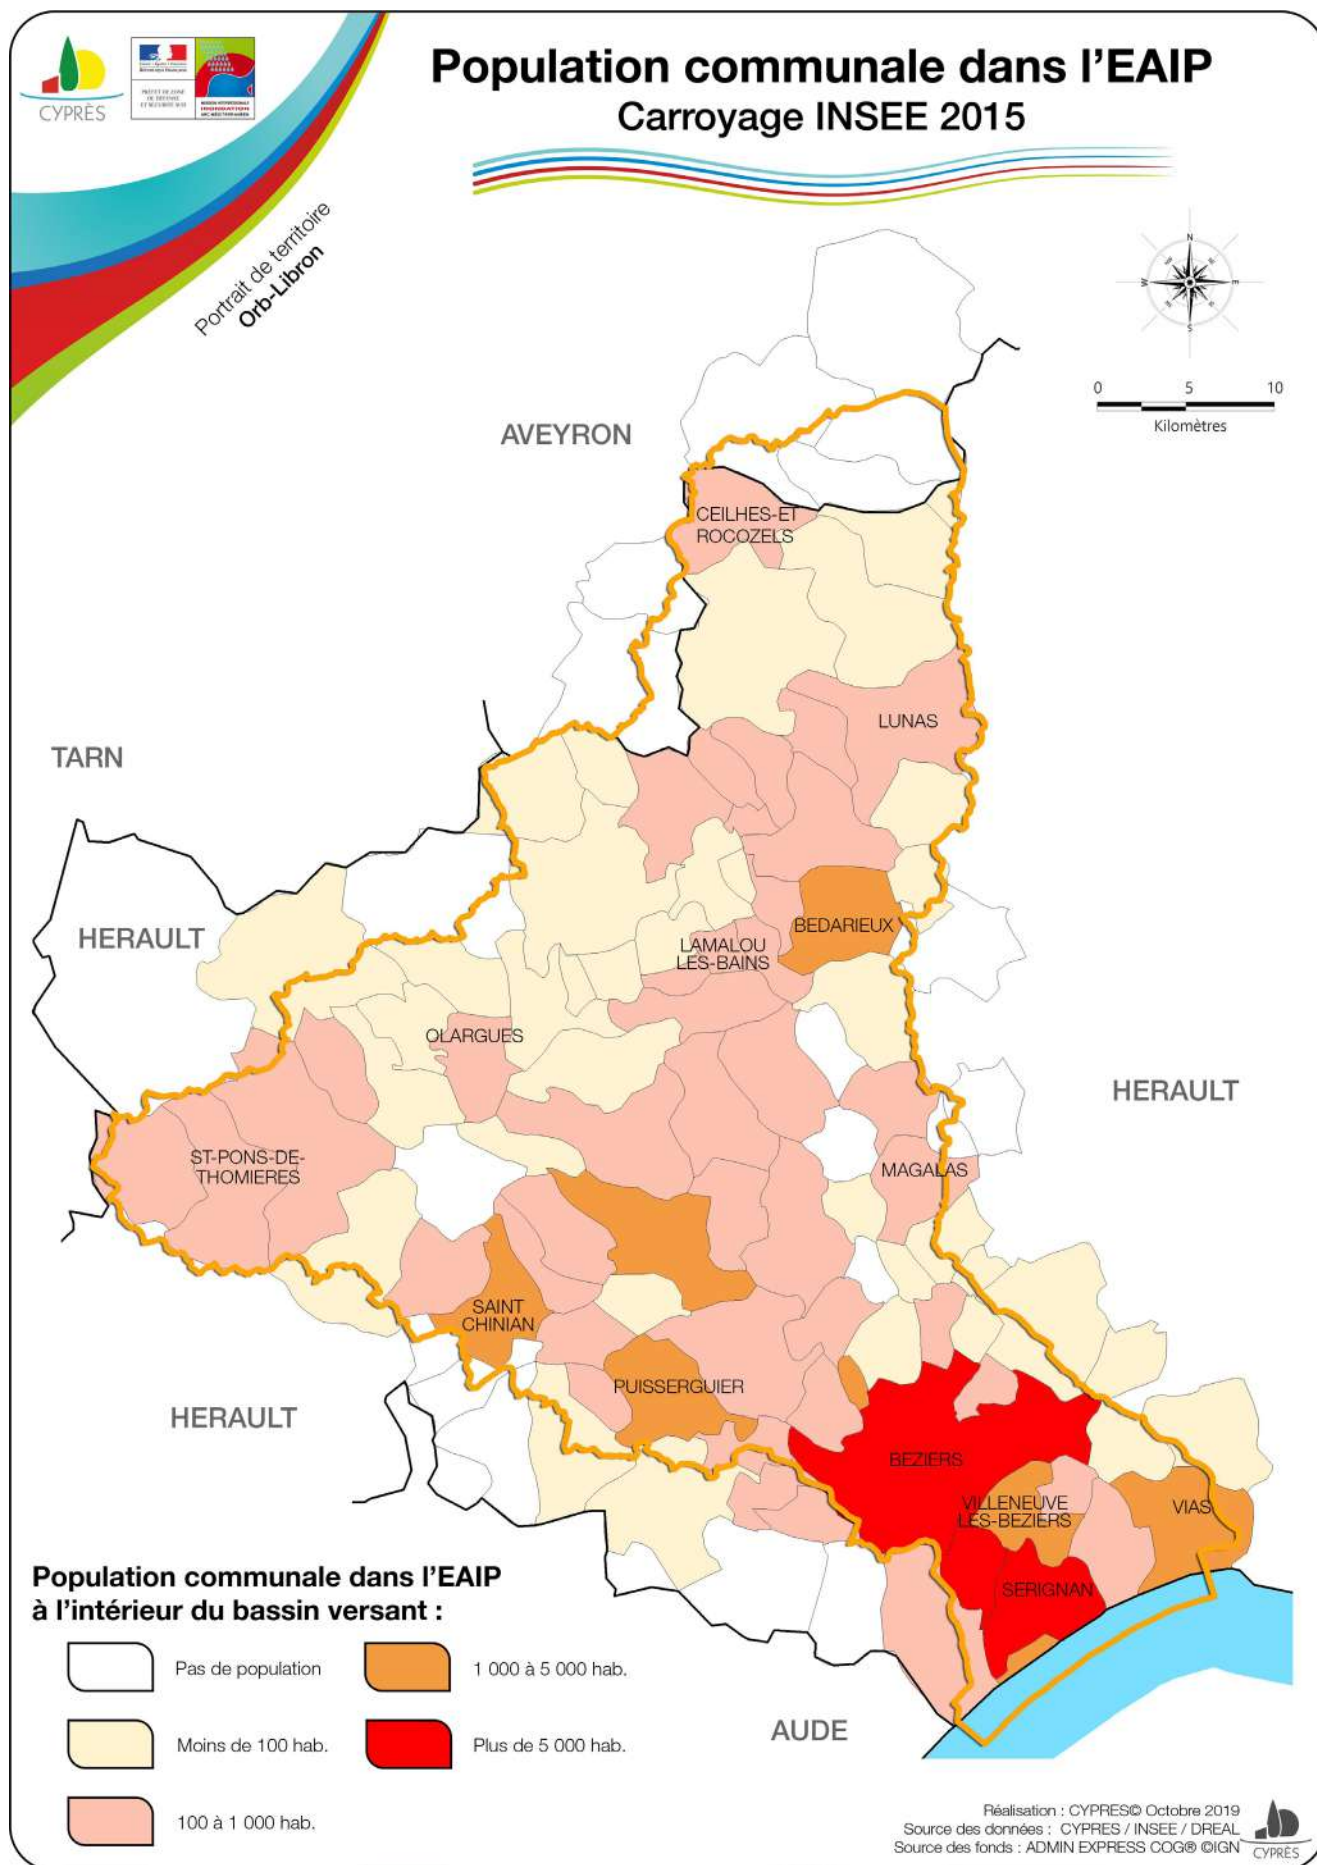 Population communale dans l'EAIP
Carroyage INSEE 2015
CYPRÈS
Portrait de territoire
Orb-Libron
N
W
E
S
0 5 10
Kilomètres
AVEYRON
CEILHES-ET
ROCOZELS
LUNAS
TARN
HERAULT
BEDARIEUX
LAMALOU
LES-BAINS
OLARGUES
HERAULT
ST-PONS-DE-
THOMIERES
MAGALAS
SAINT
CHINIAN
PUISSERGUIER
HERAULT
BEZIERS
VILLENEUVE
LES-BEZIERS
VIAS
SERIGNAN
AUDE
Population communale dans l'EAIP
à l'intérieur du bassin versant :
Pas de population
1 000 à 5 000 hab.
Moins de 100 hab.
Plus de 5 000 hab.
100 à 1 000 hab.
Réalisation : CYPRES© Octobre 2019
Source des données : CYPRES / INSEE / DREAL
Source des fonds : ADMIN EXPRESS COG® ©IGN
CYPRÈS